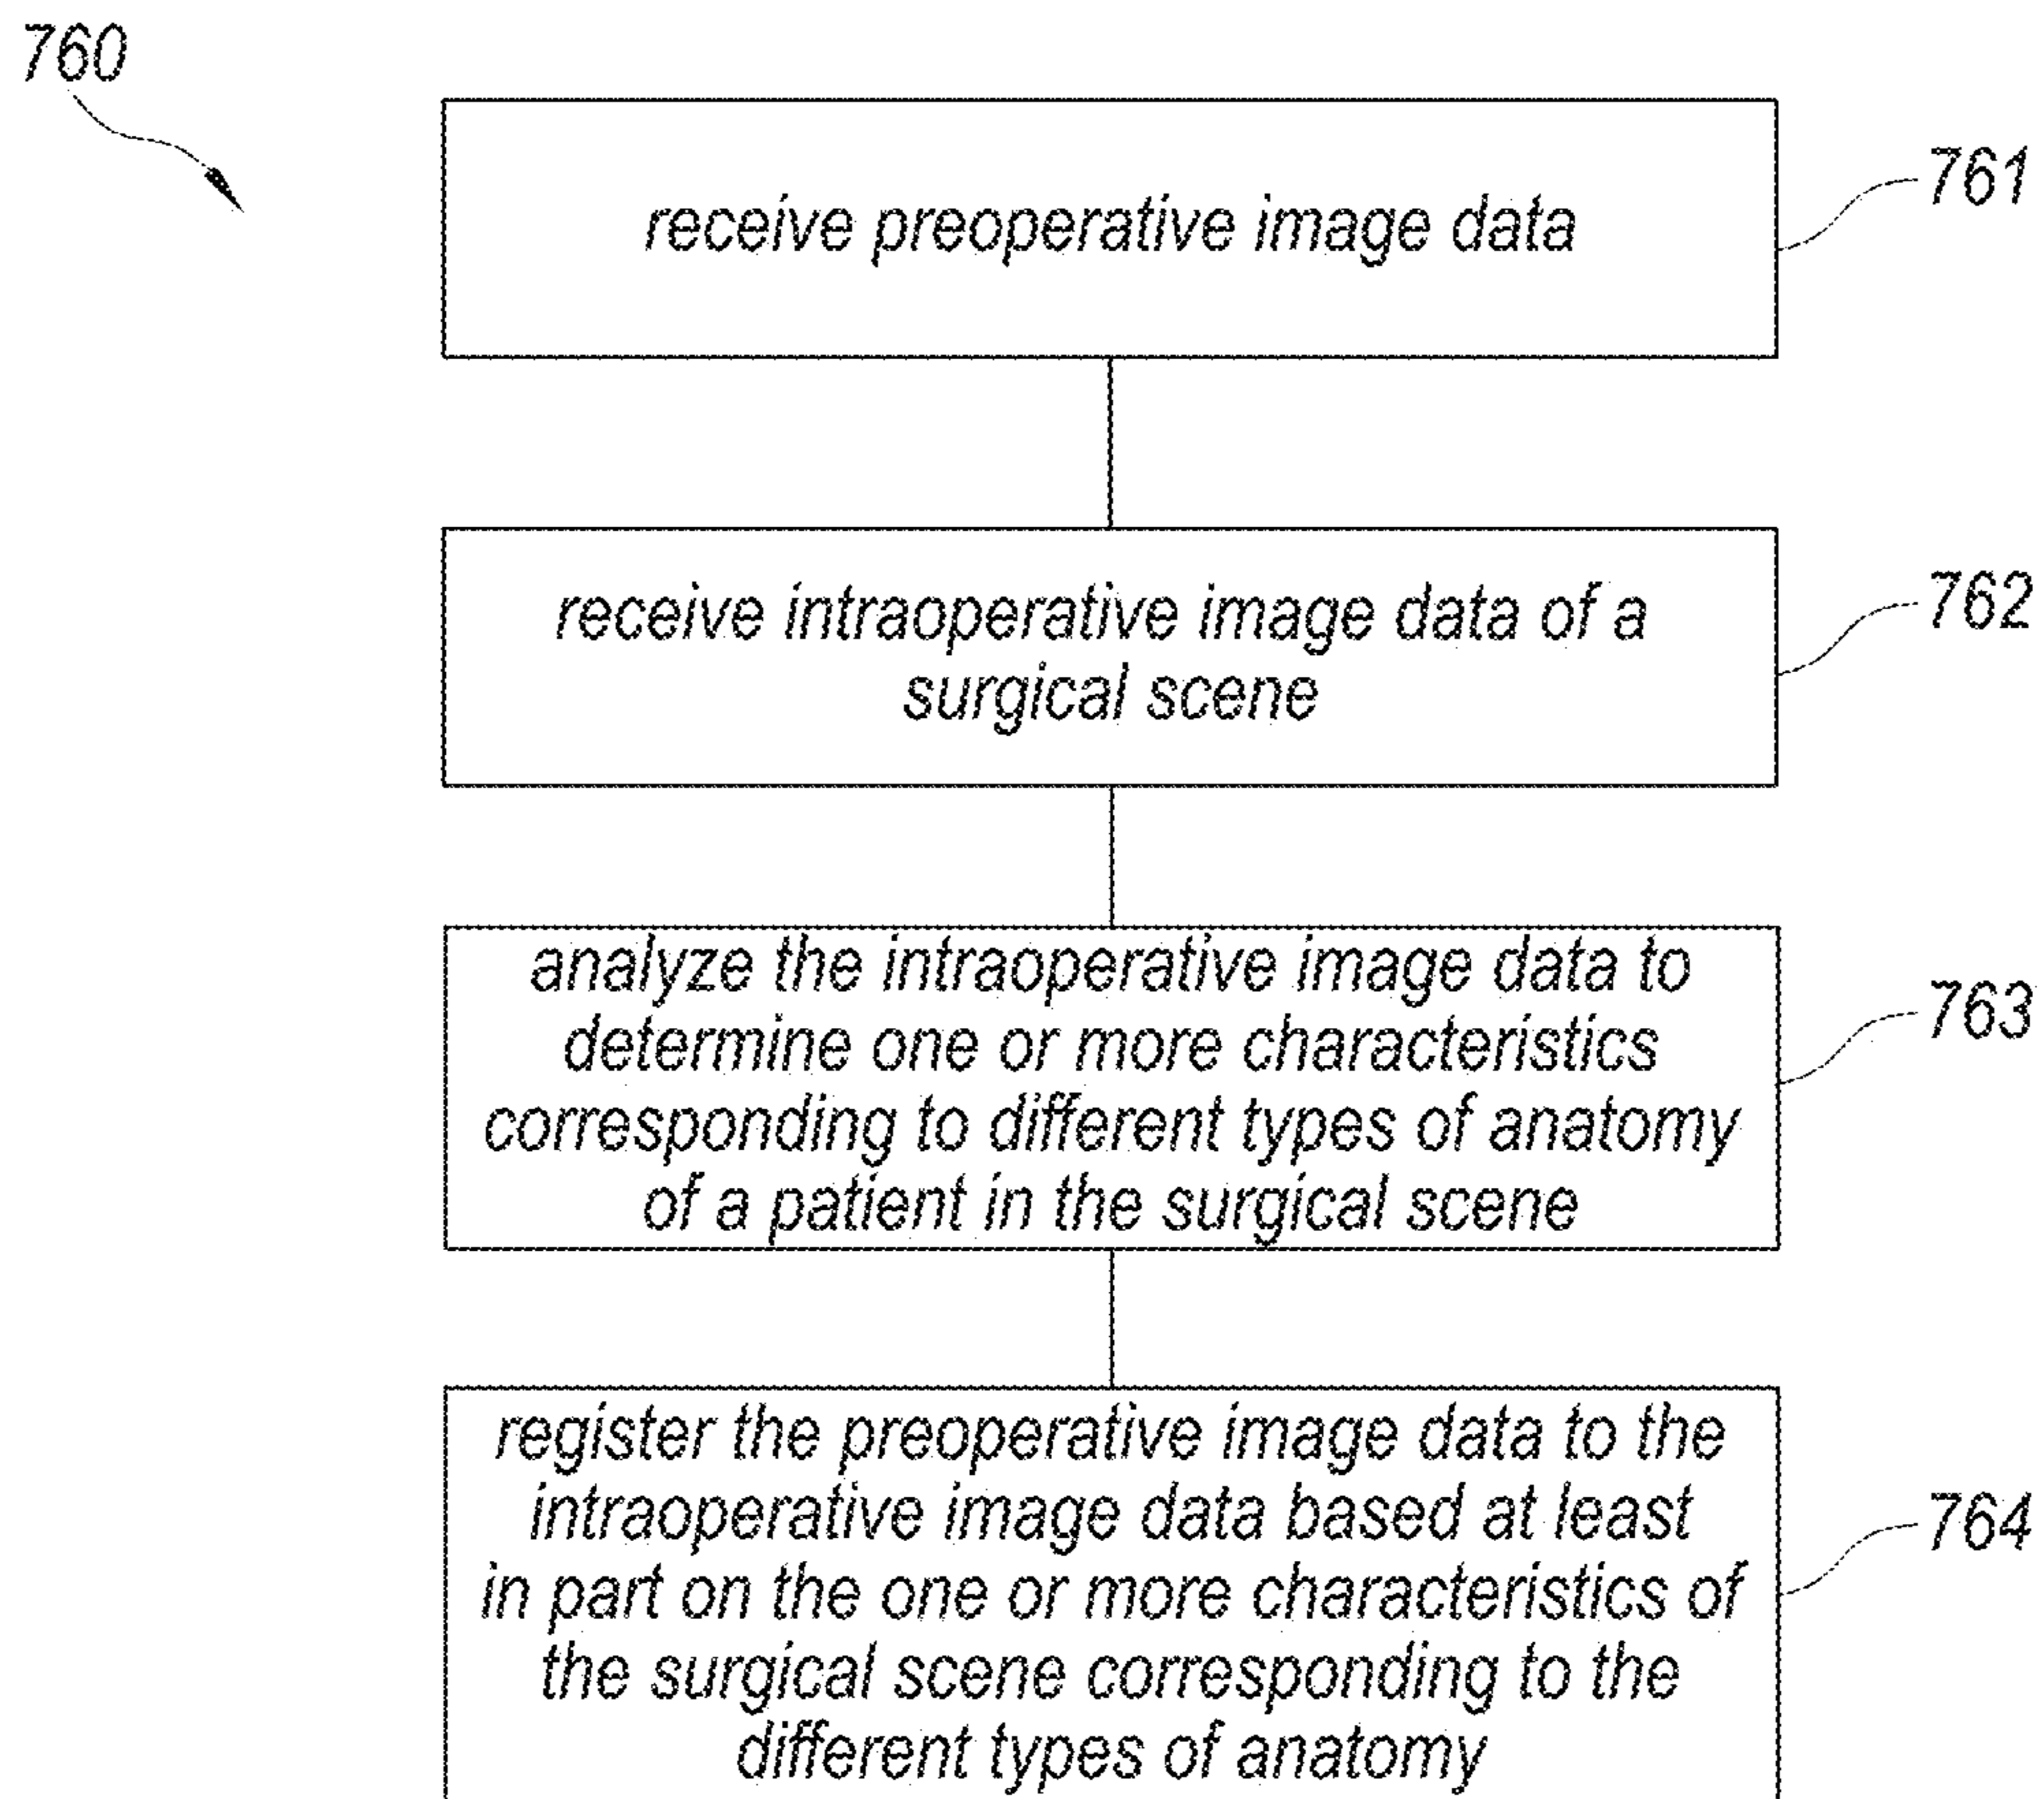 760
receive preoperative image data
761
receive intraoperative image data of a
surgical scene
762
analyze the intraoperative image data to
determine one or more characteristics
corresponding to different types of anatomy
of a patient in the surgical scene
763
register the preoperative image data to the
intraoperative image data based at least
in part on the one or more characteristics of
the surgical scene corresponding to the
different types of anatomy
764